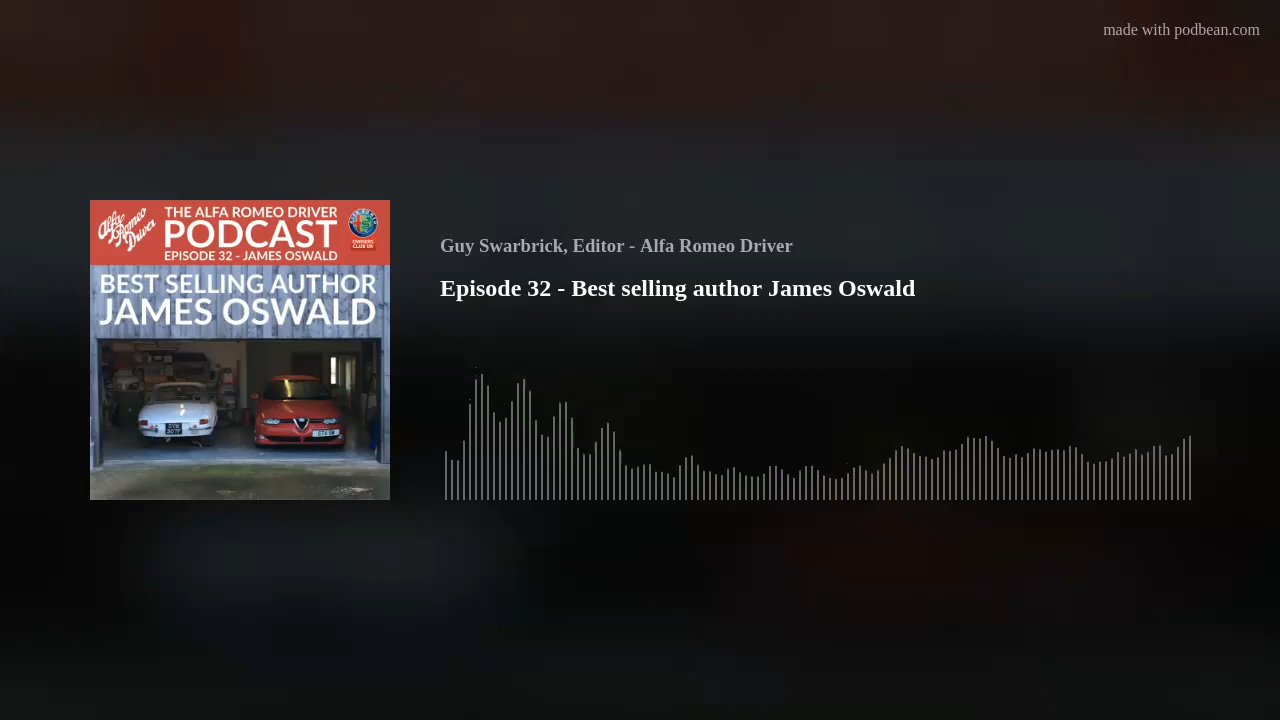 made with podbean.com
Alfa Romeo Driver
THE ALFA ROMEO DRIVER
PODCAST
EPISODE 32 - JAMES OSWALD
OWNERS
CLUB UK
BEST SELLING AUTHOR
JAMES OSWALD
Guy Swarbrick, Editor - Alfa Romeo Driver
Episode 32 - Best selling author James Oswald